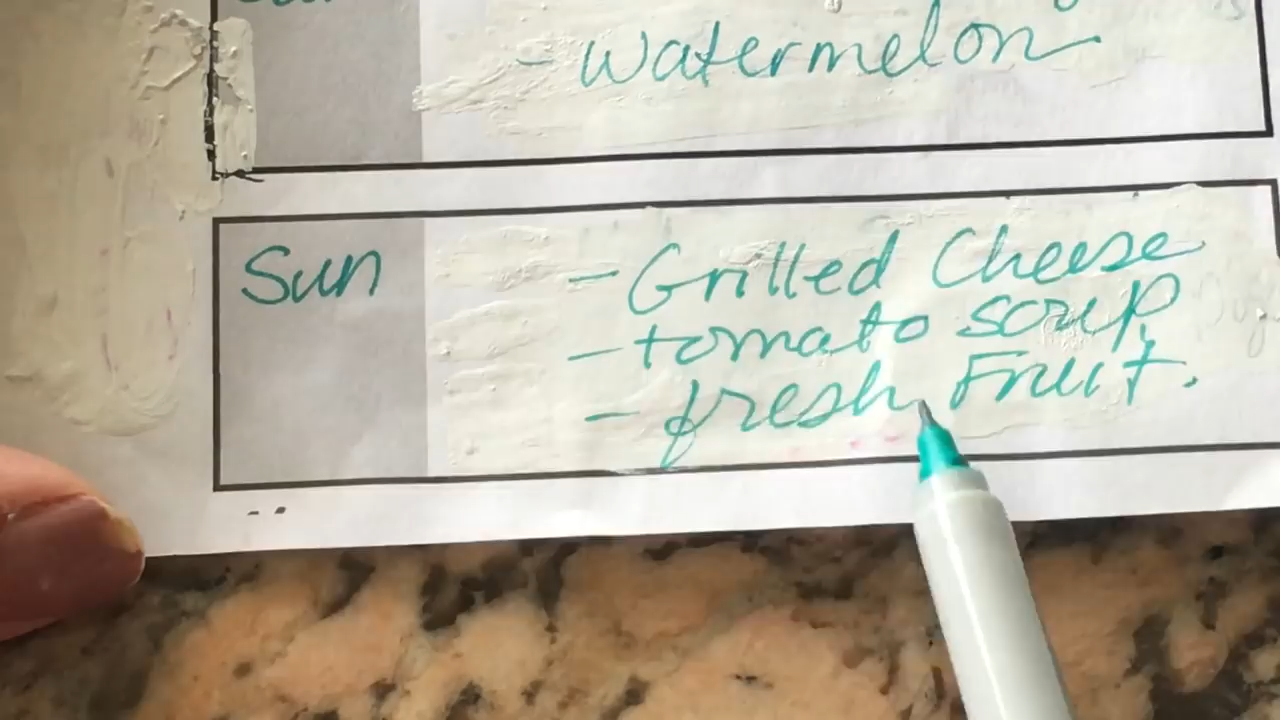 - Watermelon
Sun
- Grilled Cheese
- tomato soup,
- fresh Fruit.